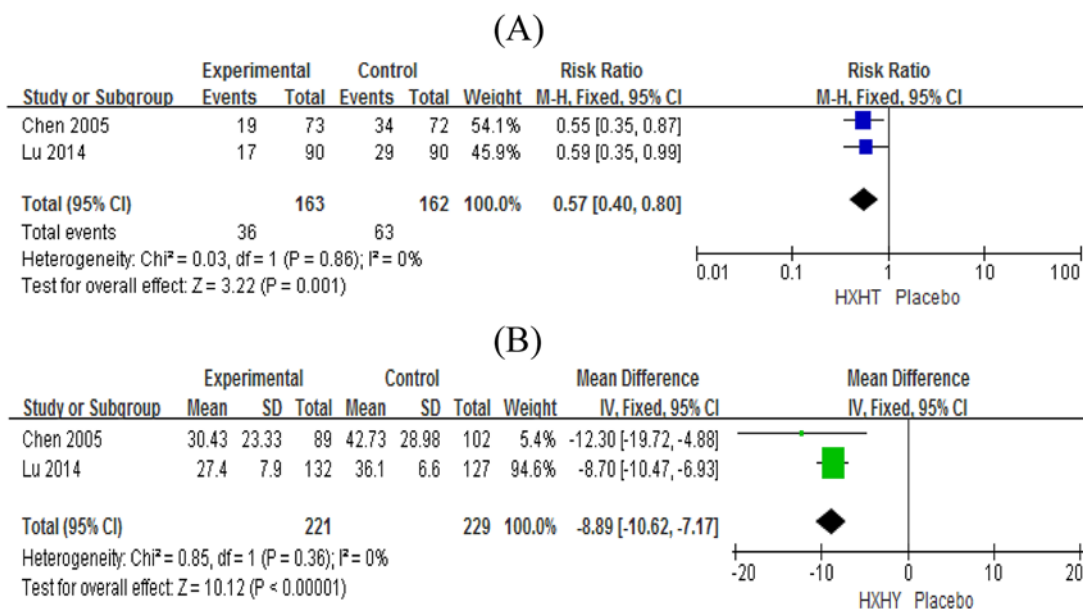 (A)
Experimental Control Risk Ratio Risk Ratio
Study or Subgroup Events Total Events Total Weight M-H, Fixed, 95% CI M-H, Fixed, 95% CI
Chen 2005 19 73 34 72 54.1% 0.55 [0.35, 0.87]
Lu 2014 17 90 29 90 45.9% 0.59 [0.35, 0.99]
Total (95% CI) 163 162 100.0% 0.57 [0.40, 0.80]
Total events 36 63
Heterogeneity: Chi² = 0.03, df = 1 (P = 0.86); I² = 0%
Test for overall effect: Z = 3.22 (P = 0.001)
0.01 0.1 1 10 100
HXHT Placebo
(B)
Experimental Control Mean Difference Mean Difference
Study or Subgroup Mean SD Total Mean SD Total Weight IV, Fixed, 95% CI IV, Fixed, 95% CI
Chen 2005 30.43 23.33 89 42.73 28.98 102 5.4% -12.30 [-19.72, -4.88]
Lu 2014 27.4 7.9 132 36.1 6.6 127 94.6% -8.70 [-10.47, -6.93]
Total (95% CI) 221 229 100.0% -8.89 [-10.62, -7.17]
Heterogeneity: Chi² = 0.85, df = 1 (P = 0.36); I² = 0%
Test for overall effect: Z = 10.12 (P < 0.00001)
-20 -10 0 10 20
HXHY Placebo